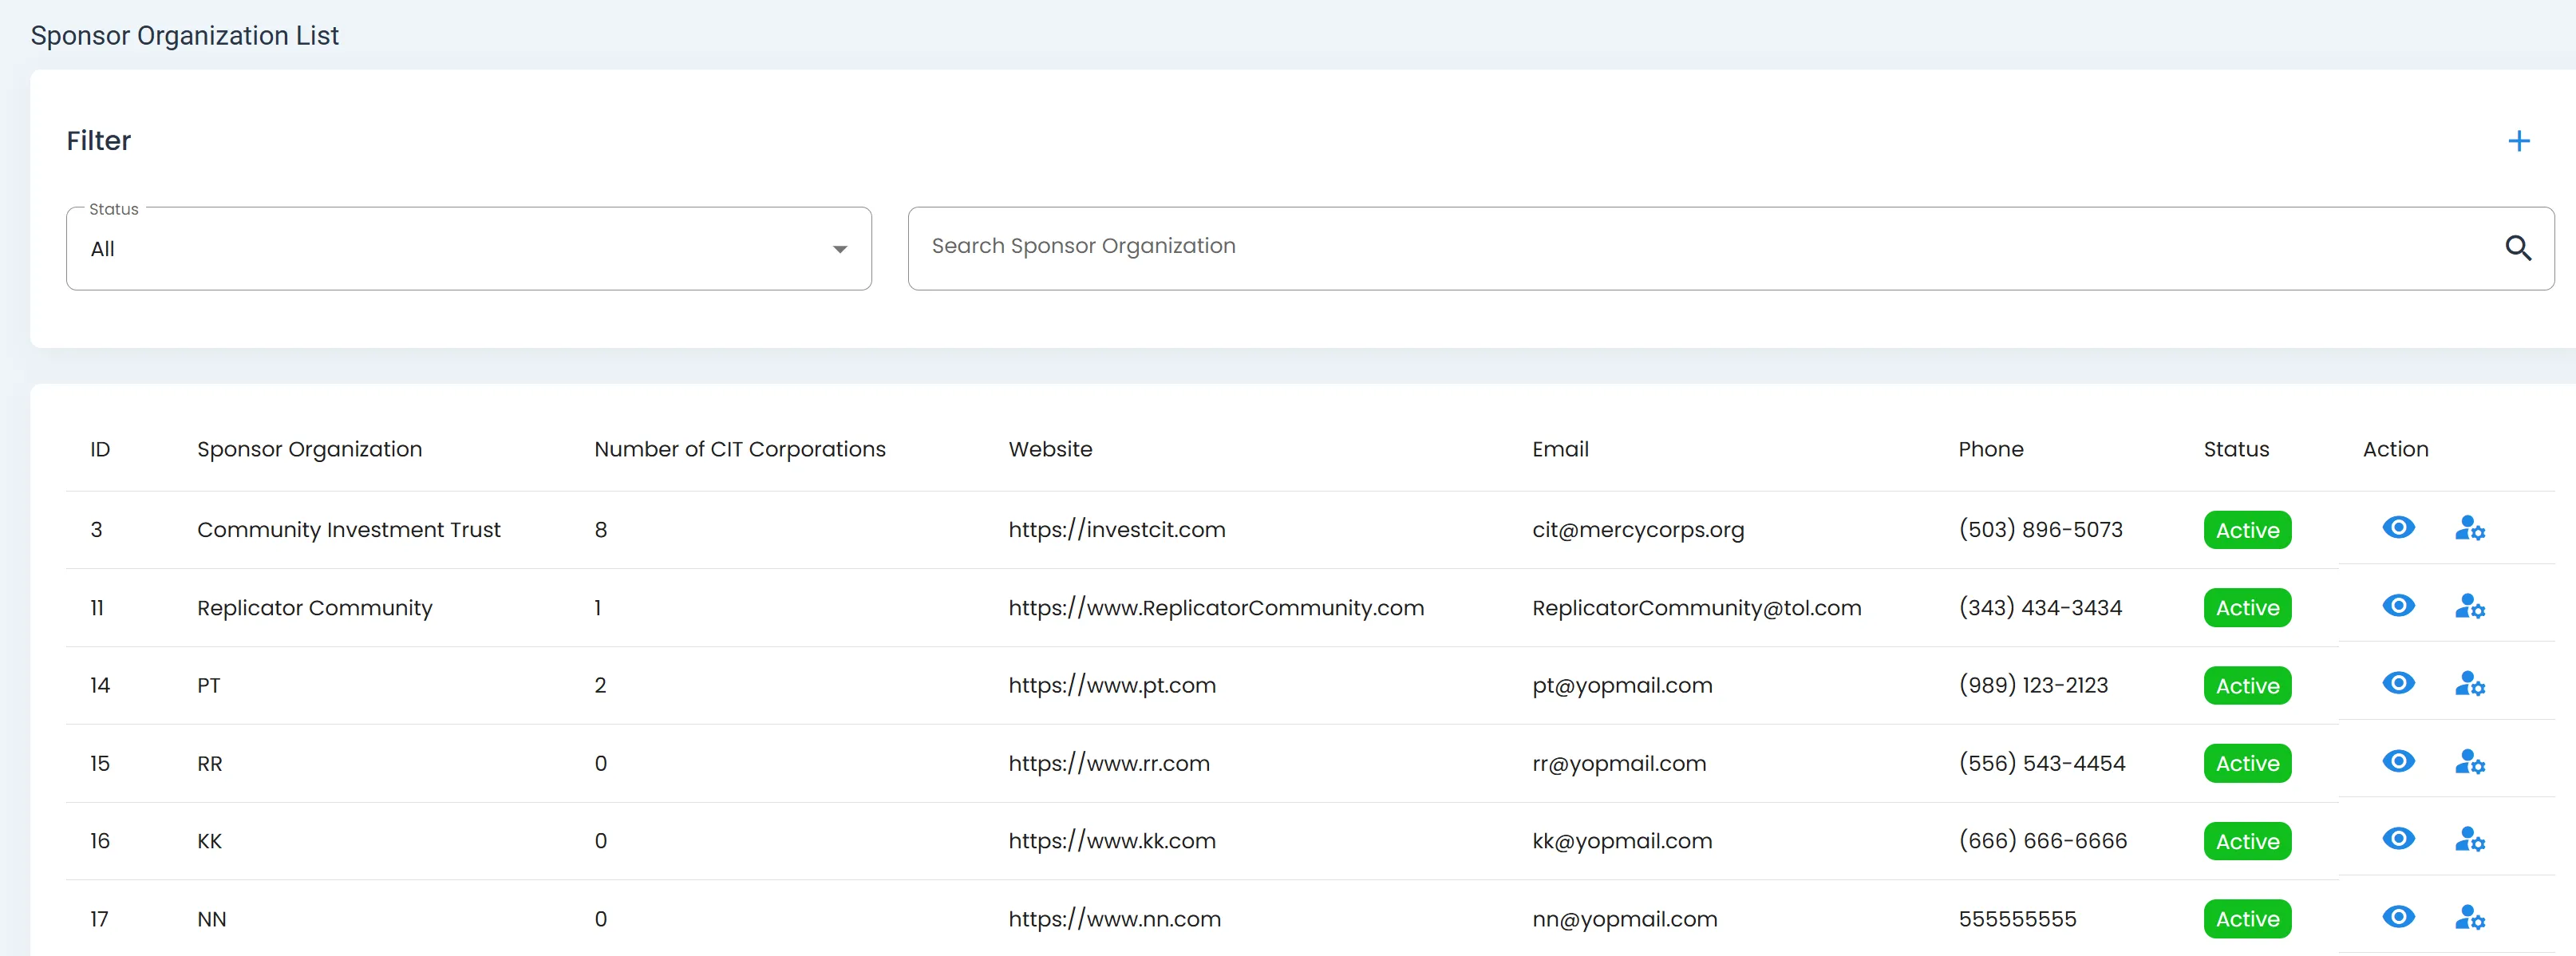 Sponsor Organization List
Filter
Status
All
Search Sponsor Organization
ID Sponsor Organization Number of CIT Corporations Website Email Phone Status Action
3 Community Investment Trust 8 https://investcit.com cit@mercycorps.org (503) 896-5073 Active
11 Replicator Community 1 https://www.ReplicatorCommunity.com ReplicatorCommunity@tol.com (343) 434-3434 Active
14 PT 2 https://www.pt.com pt@yopmail.com (989) 123-2123 Active
15 RR 0 https://www.rr.com rr@yopmail.com (556) 543-4454 Active
16 KK 0 https://www.kk.com kk@yopmail.com (666) 666-6666 Active
17 NN 0 https://www.nn.com nn@yopmail.com 555555555 Active